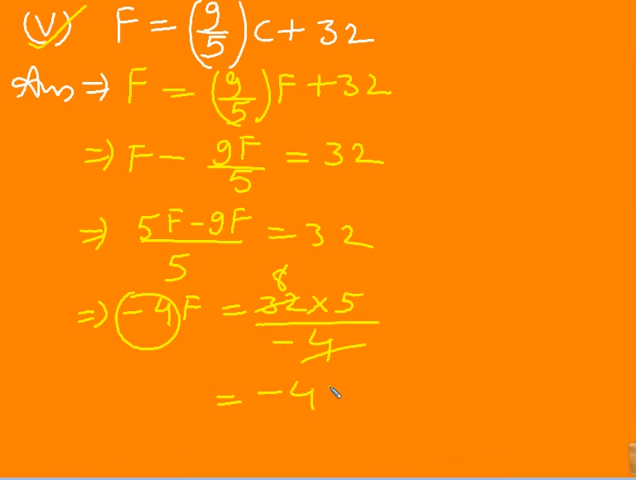 (V) F = (9/5) C + 32
Ans ⇒ F = (9/5) F + 32
⇒ F - 9F/5 = 32
⇒ 5F - 9F/5 = 32
8
⇒ -4F = 32 × 5/-4
= -4